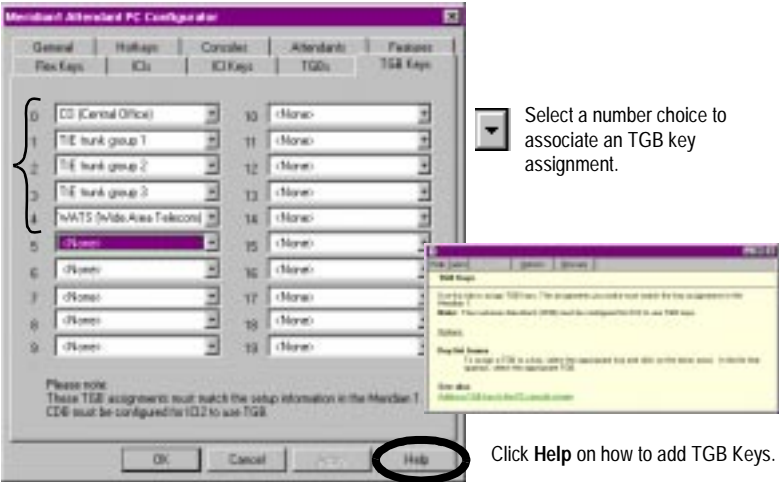 Meridian1 Attendant PC Configurator
General Hotkeys Consoles Attendants Features
Flex Keys ICIs ICI Keys TGBs TGB Keys
0 CO (Central Office)
1 TIE trunk group 1
2 TIE trunk group 2
3 TIE trunk group 3
4 WATS (Wide Area Telecom)
5 <None>
6 <None>
7 <None>
8 <None>
9 <None>
10 <None>
11 <None>
12 <None>
13 <None>
14 <None>
15 <None>
16 <None>
17 <None>
18 <None>
19 <None>
Please note:
These TGB assignments must match the setup information in the Meridian 1.
CDB must be configured for ICI2 to use TGB.
OK Cancel Help
Select a number choice to
associate an TGB key
assignment.
TGB Keys
Options
See also
Click Help on how to add TGB Keys.